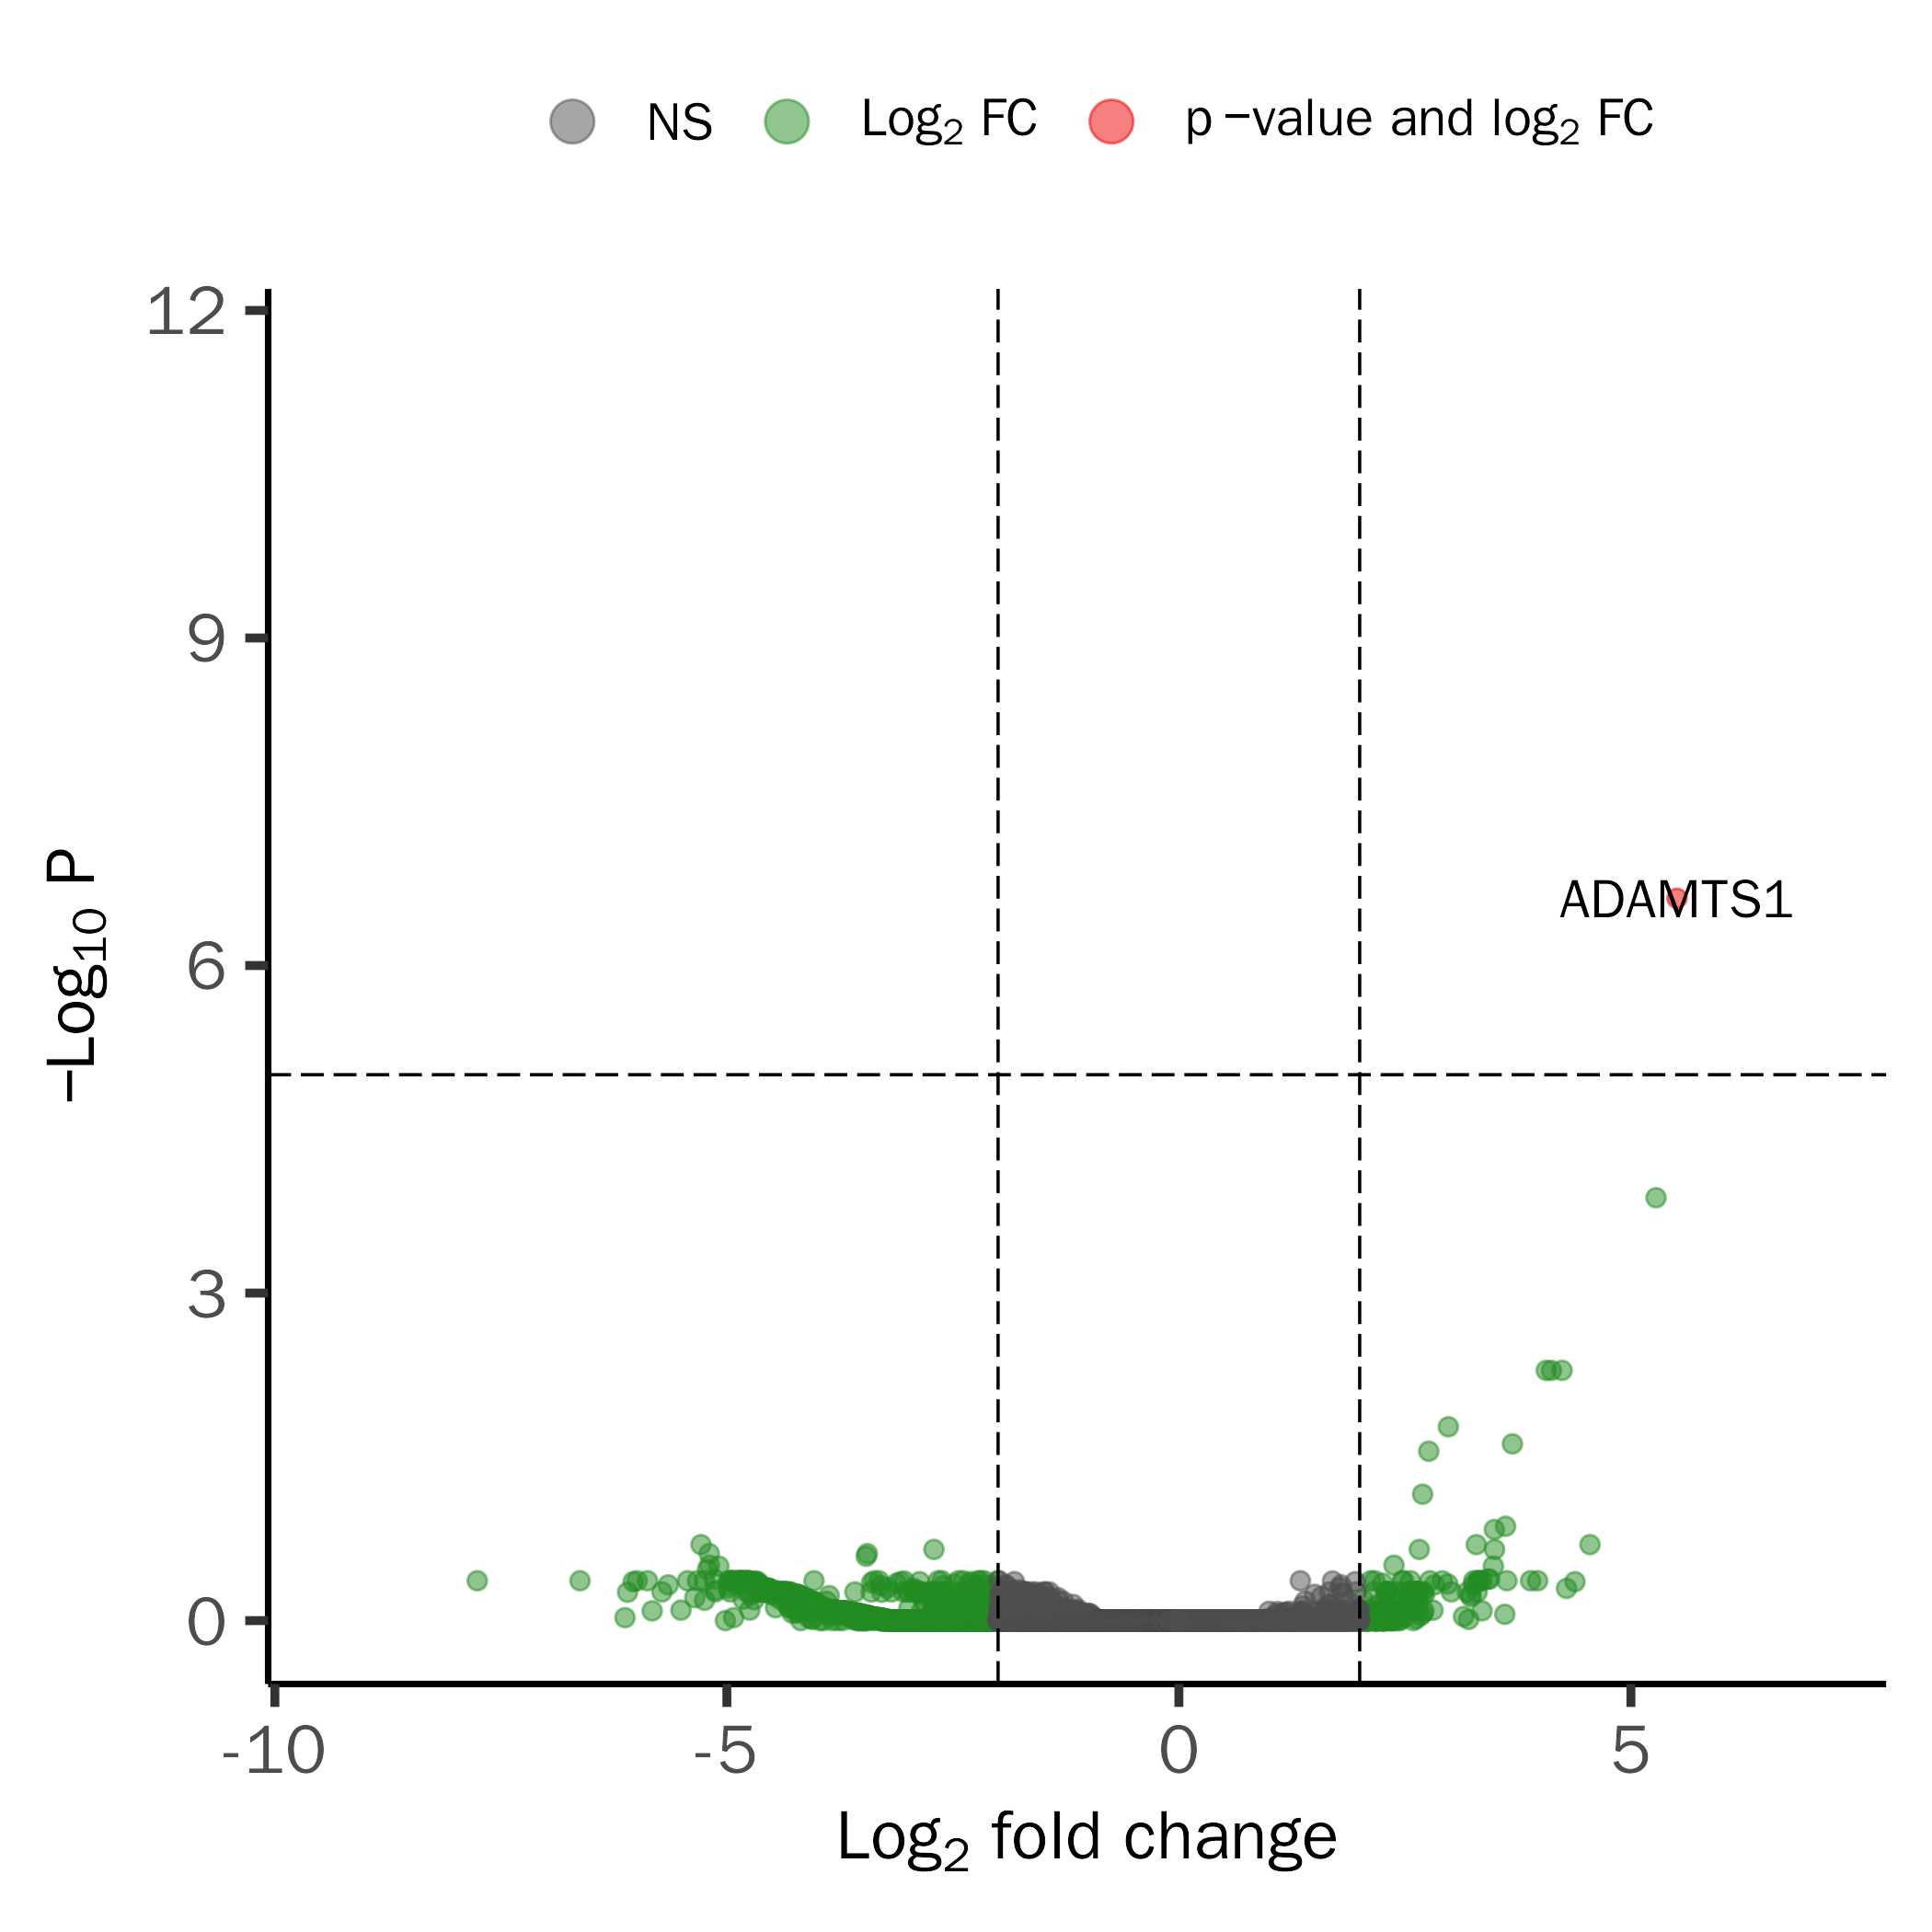 NS Log₂ FC p −value and log₂ FC
12
9
6
3
0
−Log₁₀ P
ADAMTS1
-10 -5 0 5
Log₂ fold change